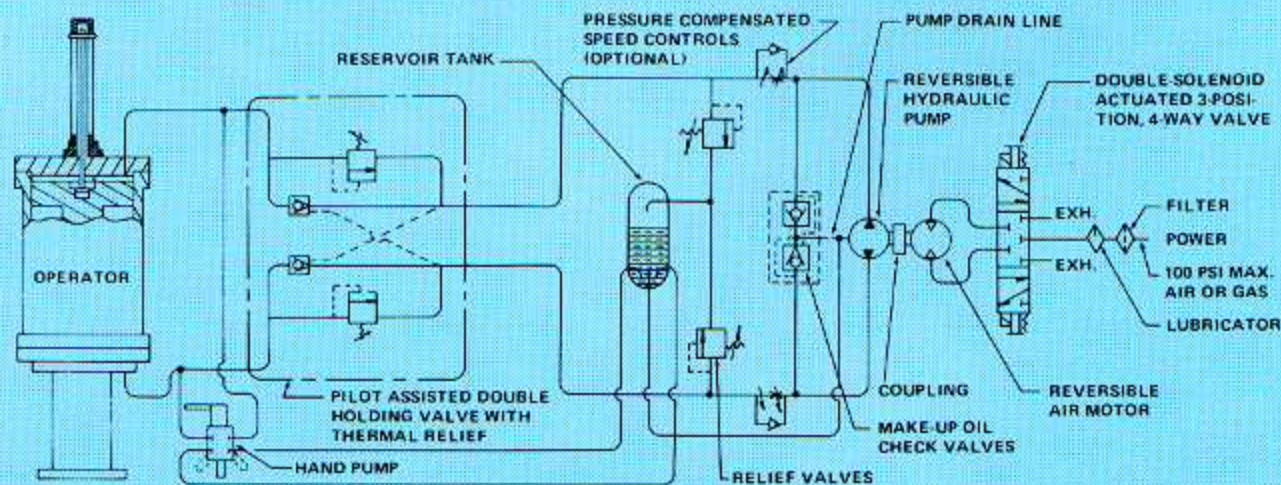 PRESSURE COMPENSATED
SPEED CONTROLS
(OPTIONAL)
PUMP DRAIN LINE
RESERVOIR TANK
REVERSIBLE
HYDRAULIC
PUMP
DOUBLE-SOLENOID
ACTUATED 3-POSI-
TION, 4-WAY VALVE
EXH.
FILTER
POWER
EXH.
100 PSI MAX.
AIR OR GAS
LUBRICATOR
OPERATOR
COUPLING
REVERSIBLE
AIR MOTOR
PILOT ASSISTED DOUBLE
HOLDING VALVE WITH
THERMAL RELIEF
MAKE-UP OIL
CHECK VALVES
HAND PUMP
RELIEF VALVES